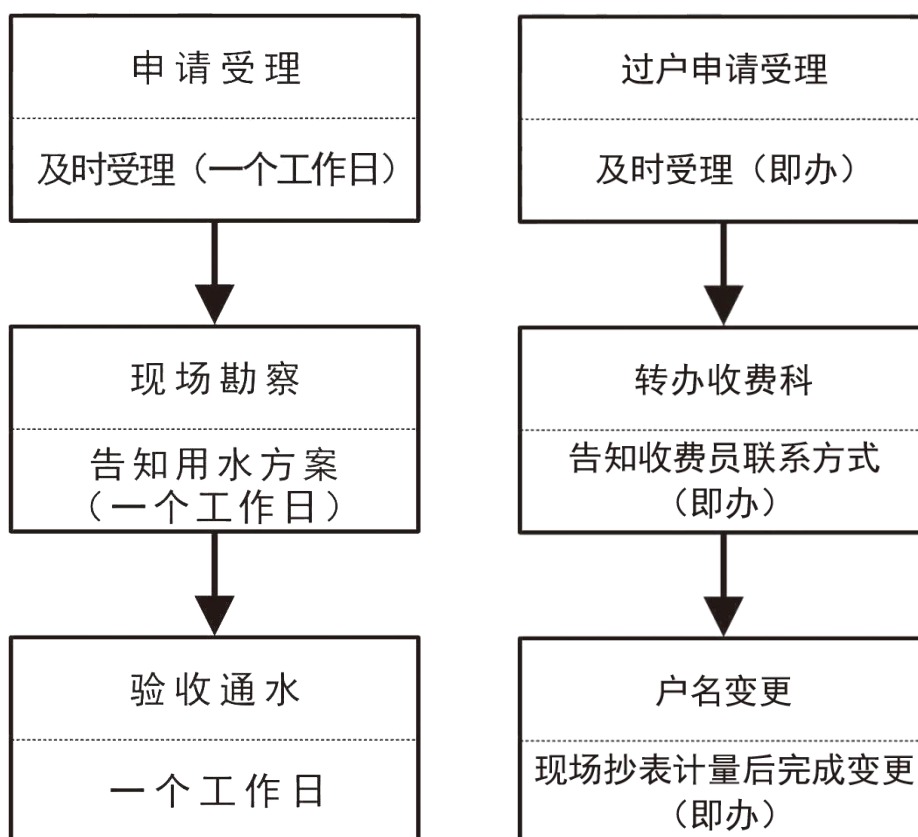 申请受理
及时受理（一个工作日）
现场勘察
告知用水方案
（一个工作日）
验收通水
一个工作日
过户申请受理
及时受理（即办）
转办收费科
告知收费员联系方式
（即办）
户名变更
现场抄表计量后完成变更
（即办）